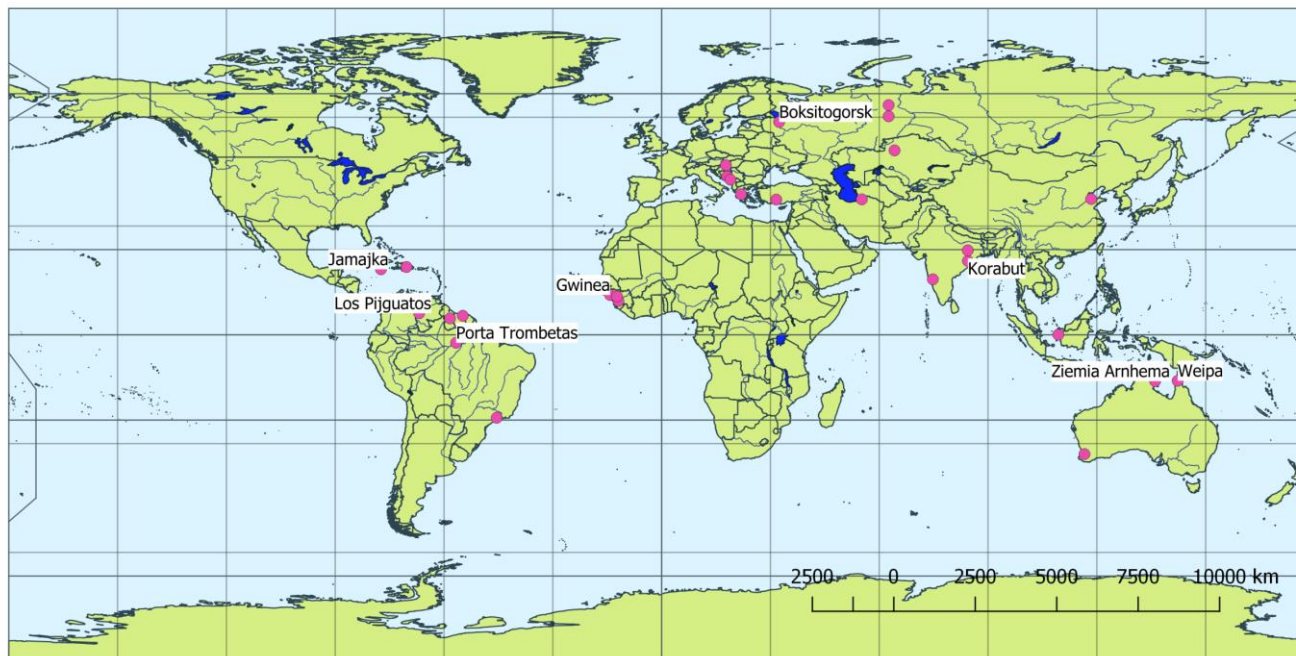 Boksitogorsk
Jamajka
Korabut
Gwinea
Los Pijguatos
Porta Trombetas
Ziemia Arnhema Weipa
2500 0 2500 5000 7500 10000 km